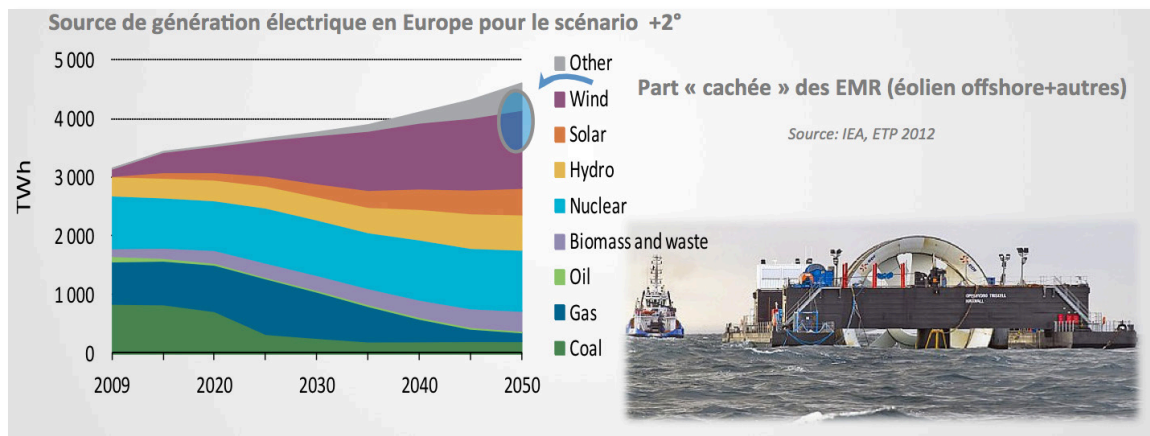 Source de génération électrique en Europe pour le scénario +2°
5 000
4 000
3 000
2 000
1 000
0
TWh
2009
2020
2030
2040
2050
Other
Wind
Solar
Hydro
Nuclear
Biomass and waste
Oil
Gas
Coal
Part « cachée » des EMR (éolien offshore+autres)
Source: IEA, ETP 2012
OPENHYDRO TRISKELL